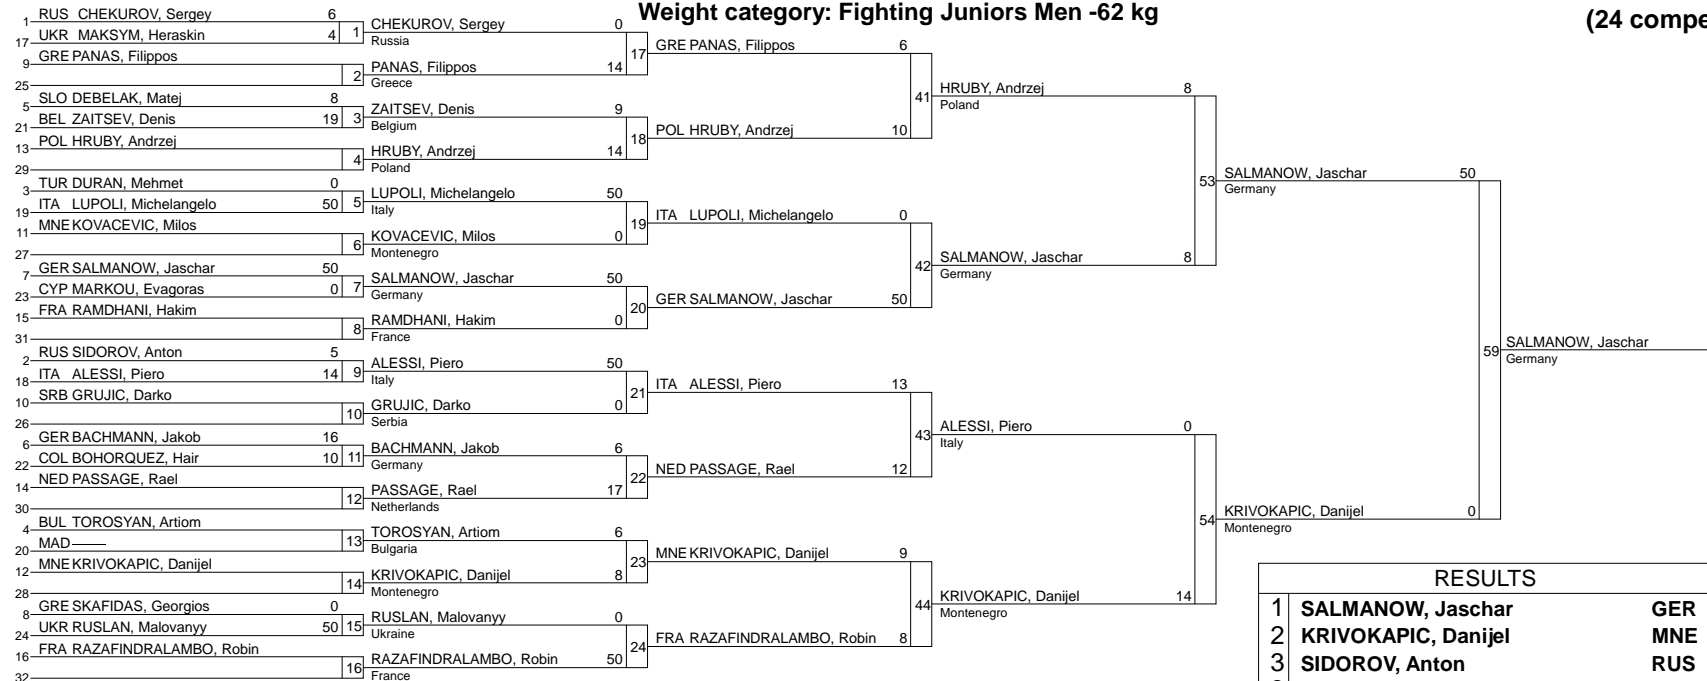 Weight category: Fighting Juniors Men -62 kg
(24 compe
1 RUS CHEKUROV, Sergey 6
17 UKR MAKSYM, Heraskin 4
9 GRE PANAS, Filippos
25
5 SLO DEBELAK, Matej 8
21 BEL ZAITSEV, Denis 19
13 POL HRUBY, Andrzej
29
3 TUR DURAN, Mehmet 0
19 ITA LUPOLI, Michelangelo 50
11 MNE KOVACEVIC, Milos
27
7 GER SALMANOW, Jaschar 50
23 CYP MARKOU, Evagoras 0
15 FRA RAMDHANI, Hakim
31
2 RUS SIDOROV, Anton 5
18 ITA ALESSI, Piero 14
10 SRB GRUJIC, Darko
26
6 GER BACHMANN, Jakob 16
22 COL BOHORQUEZ, Hair 10
14 NED PASSAGE, Rael
30
4 BUL TOROSYAN, Artiom
20 MAD
12 MNE KRIVOKAPIC, Danijel
28
8 GRE SKAFIDAS, Georgios 0
24 UKR RUSLAN, Malovanyy 50
16 FRA RAZAFINDRALAMBO, Robin
32
1 CHEKUROV, Sergey 0
Russia
2 PANAS, Filippos 14
Greece
3 ZAITSEV, Denis 9
Belgium
4 HRUBY, Andrzej 14
Poland
5 LUPOLI, Michelangelo 50
Italy
6 KOVACEVIC, Milos 0
Montenegro
7 SALMANOW, Jaschar 50
Germany
8 RAMDHANI, Hakim 0
France
9 ALESSI, Piero 50
Italy
10 GRUJIC, Darko 0
Serbia
11 BACHMANN, Jakob 6
Germany
12 PASSAGE, Rael 17
Netherlands
13 TOROSYAN, Artiom 6
Bulgaria
14 KRIVOKAPIC, Danijel 8
Montenegro
15 RUSLAN, Malovanyy 0
Ukraine
16 RAZAFINDRALAMBO, Robin 50
France
17 GRE PANAS, Filippos 6
18 POL HRUBY, Andrzej 10
19 ITA LUPOLI, Michelangelo 0
20 GER SALMANOW, Jaschar 50
21 ITA ALESSI, Piero 13
22 NED PASSAGE, Rael 12
23 MNE KRIVOKAPIC, Danijel 9
24 FRA RAZAFINDRALAMBO, Robin 8
41 HRUBY, Andrzej 8
Poland
42 SALMANOW, Jaschar 8
Germany
43 ALESSI, Piero 0
Italy
44 KRIVOKAPIC, Danijel 14
Montenegro
53 SALMANOW, Jaschar 50
Germany
54 KRIVOKAPIC, Danijel 0
Montenegro
59 SALMANOW, Jaschar
Germany
RESULTS
1 SALMANOW, Jaschar GER
2 KRIVOKAPIC, Danijel MNE
3 SIDOROV, Anton RUS